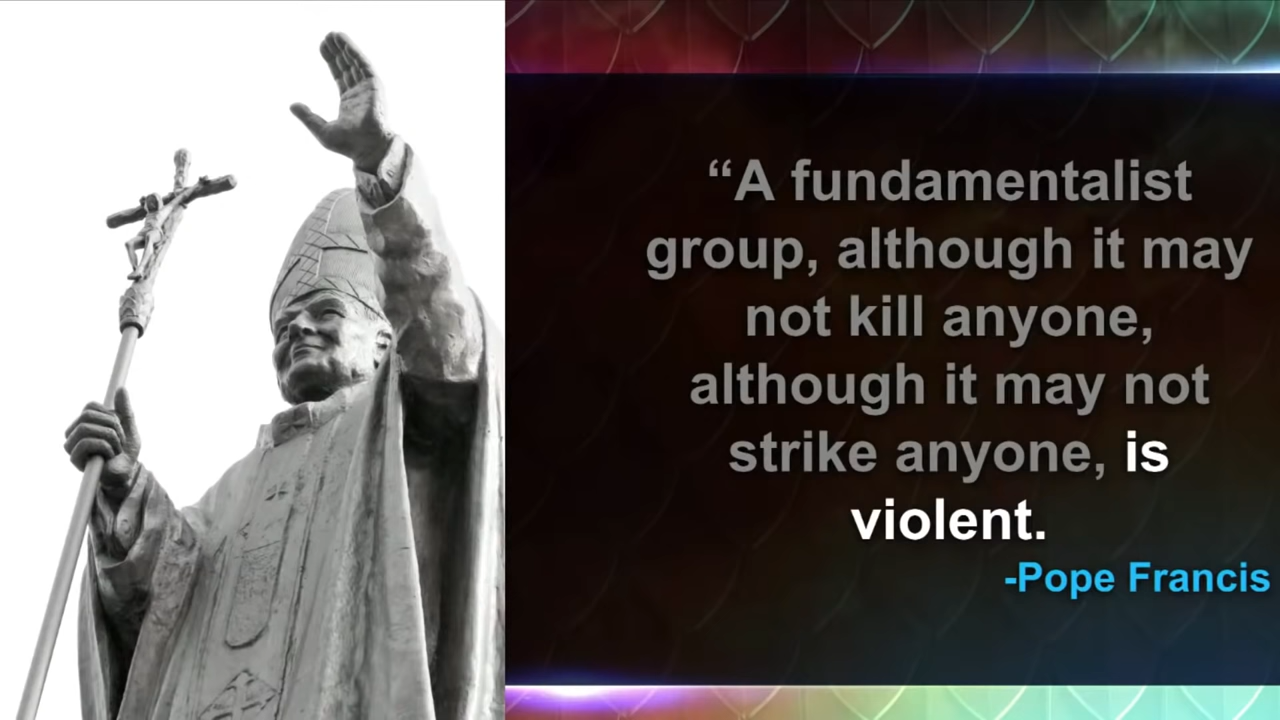 “A fundamentalist
group, although it may
not kill anyone,
although it may not
strike anyone, is
violent.
-Pope Francis